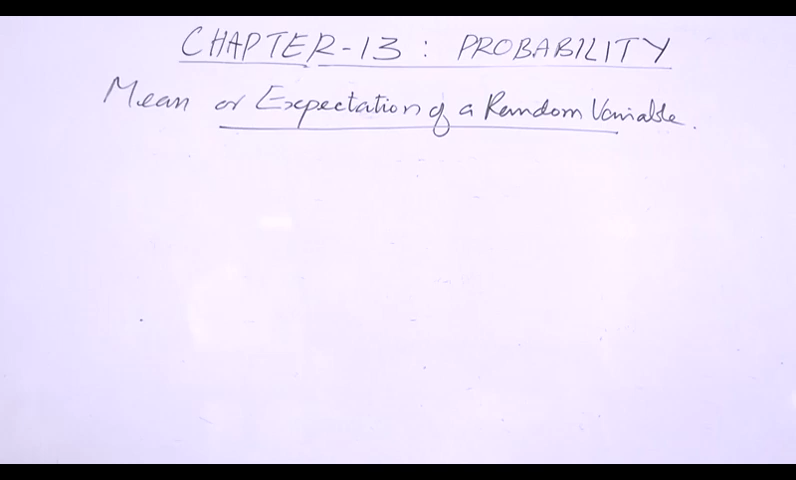 CHAPTER-13 : PROBABILITY
Mean or Expectation of a Random Variable.